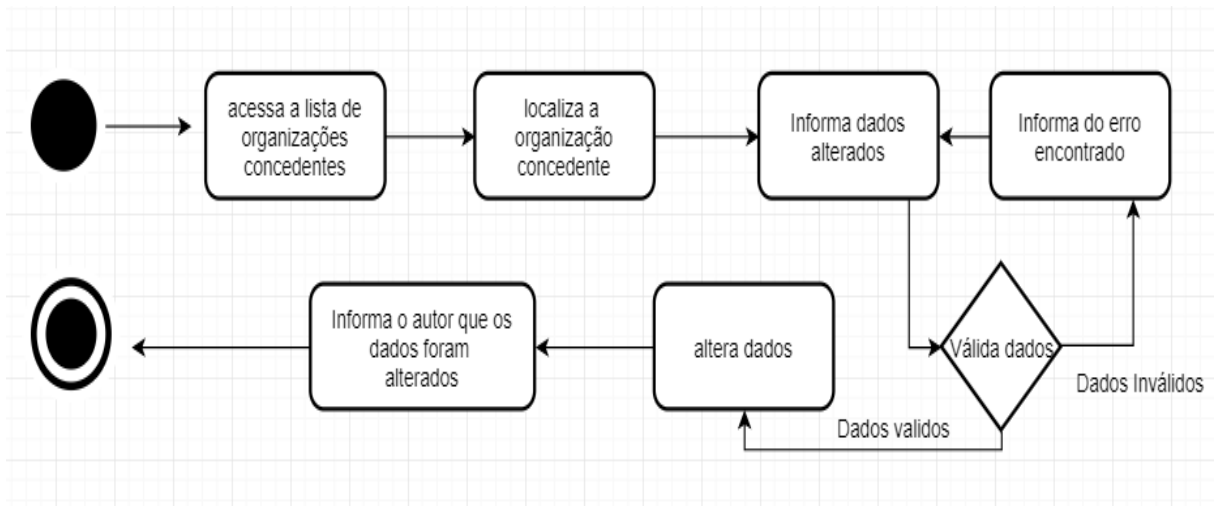 acessa a lista de
organizações
concedentes
localiza a
organização
concedente
Informa dados
alterados
Informa do erro
encontrado
Informa o autor que os
dados foram
alterados
altera dados
Válida dados
Dados Inválidos
Dados validos